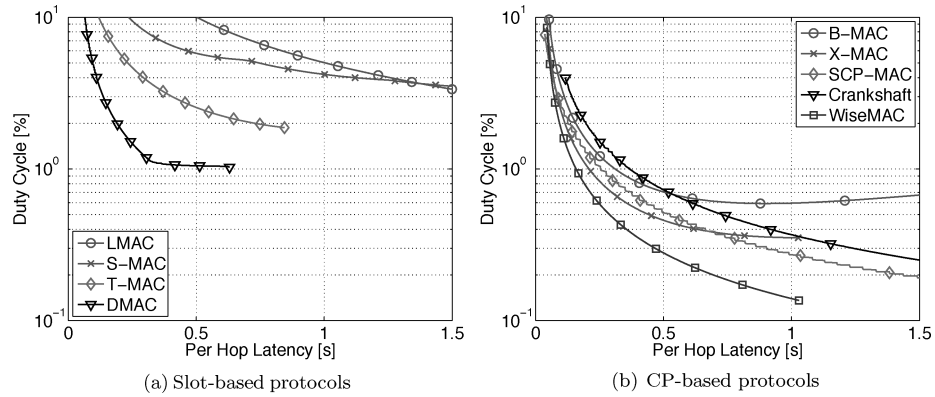 10^1
10^0
10^-1
Duty Cycle [%]
LMAC
S-MAC
T-MAC
DMAC
0 0.5 1 1.5
Per Hop Latency [s]
(a) Slot-based protocols
10^1
10^0
10^-1
Duty Cycle [%]
B-MAC
X-MAC
SCP-MAC
Crankshaft
WiseMAC
0 0.5 1 1.5
Per Hop Latency [s]
(b) CP-based protocols